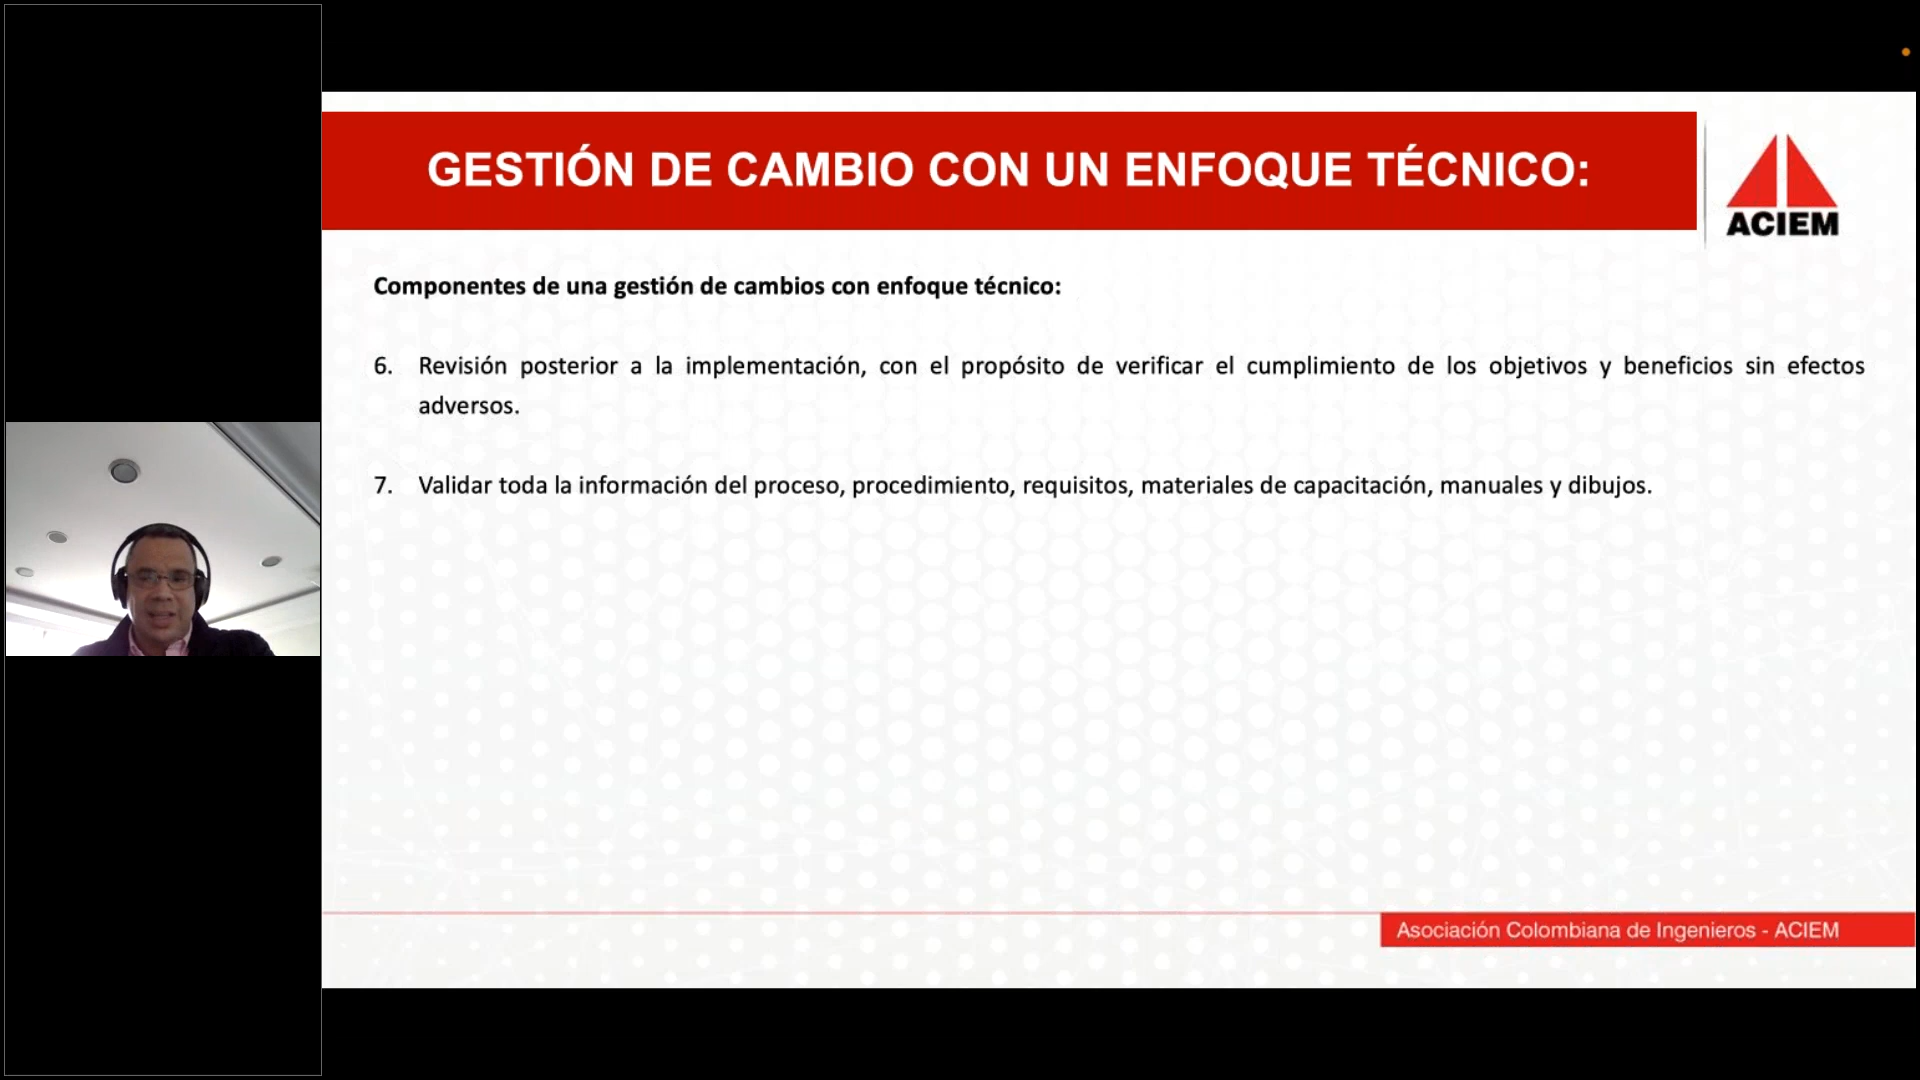 GESTIÓN DE CAMBIO CON UN ENFOQUE TÉCNICO:
ACIEM
Componentes de una gestión de cambios con enfoque técnico:
6. Revisión posterior a la implementación, con el propósito de verificar el cumplimiento de los objetivos y beneficios sin efectos
adversos.
7. Validar toda la información del proceso, procedimiento, requisitos, materiales de capacitación, manuales y dibujos.
Asociación Colombiana de Ingenieros - ACIEM